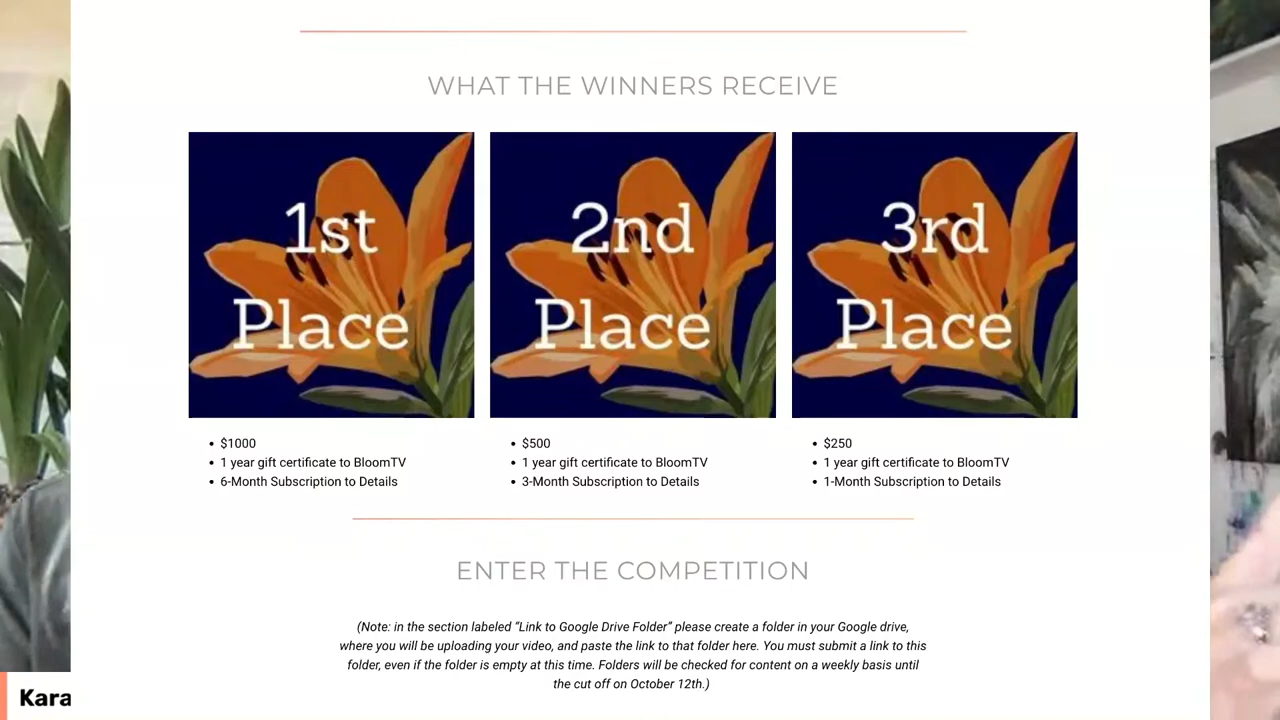 WHAT THE WINNERS RECEIVE
1st
Place
2nd
Place
3rd
Place
• $1000
• 1 year gift certificate to BloomTV
• 6-Month Subscription to Details
• $500
• 1 year gift certificate to BloomTV
• 3-Month Subscription to Details
• $250
• 1 year gift certificate to BloomTV
• 1-Month Subscription to Details
ENTER THE COMPETITION
(Note: in the section labeled “Link to Google Drive Folder” please create a folder in your Google drive,
where you will be uploading your video, and paste the link to that folder here. You must submit a link to this
folder, even if the folder is empty at this time. Folders will be checked for content on a weekly basis until
the cut off on October 12th.)
Kara